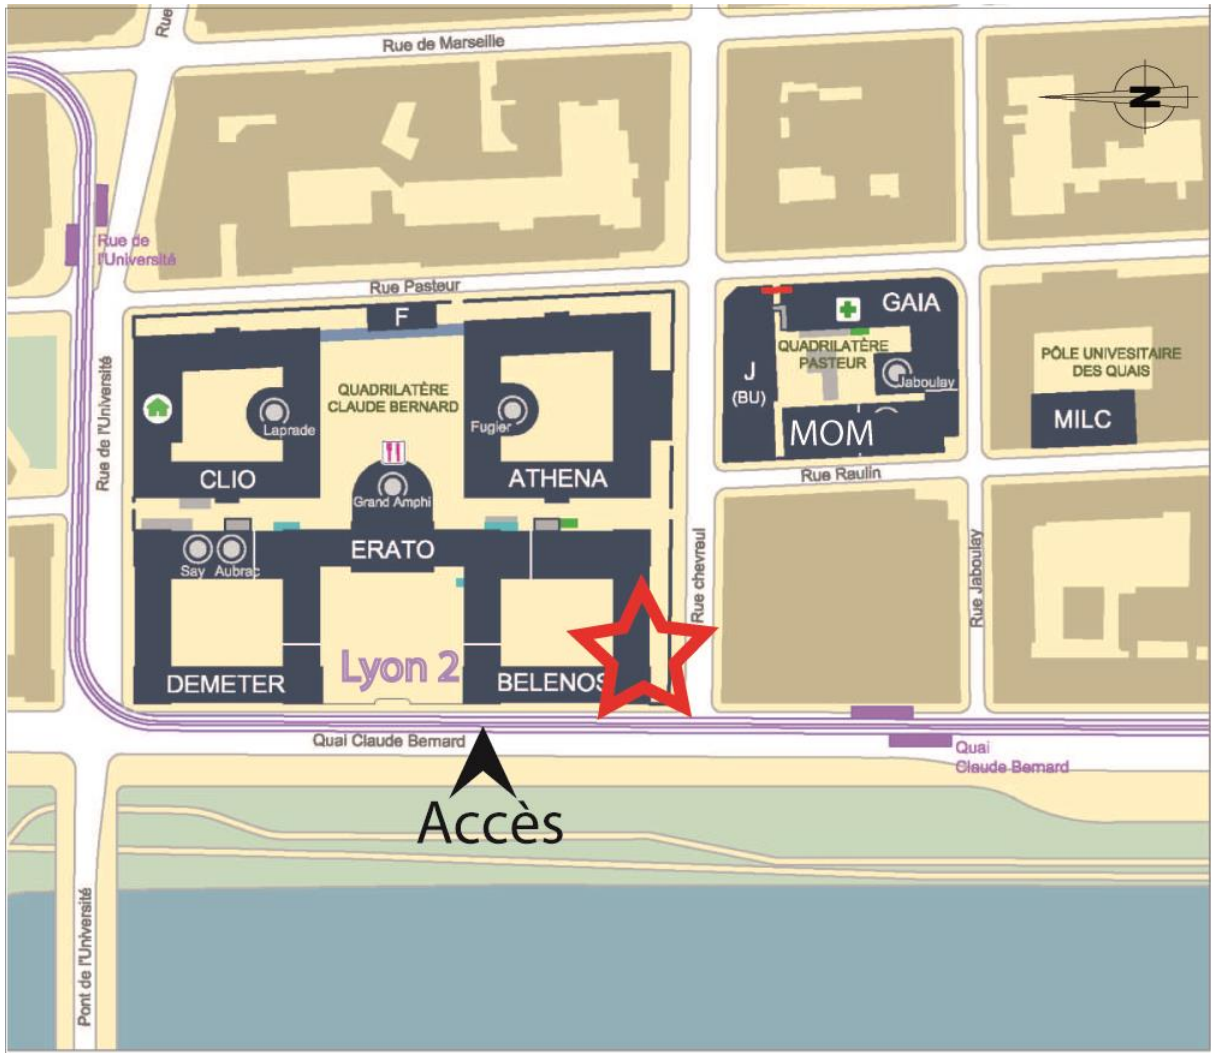 Rue
Rue de Marseille
N
Rue de
l'Université
Rue Pasteur
F
GAIA
QUADRILATÈRE
PASTEUR
J
(BU)
Jaboulay
PÔLE UNIVESITAIRE
DES QUAIS
QUADRILATÈRE
CLAUDE BERNARD
Rue de l'Université
Laprade
Fugier
MILC
MOM
CLIO
ATHENA
Rue Raulin
Grand Amphi
ERATO
Say
Aubrac
Rue chevreul
Rue Jaboulay
Lyon 2
DEMETER
BELENOS
Quai Claude Bernard
Quai
Claude Bernard
Accès
Pont de l'Université